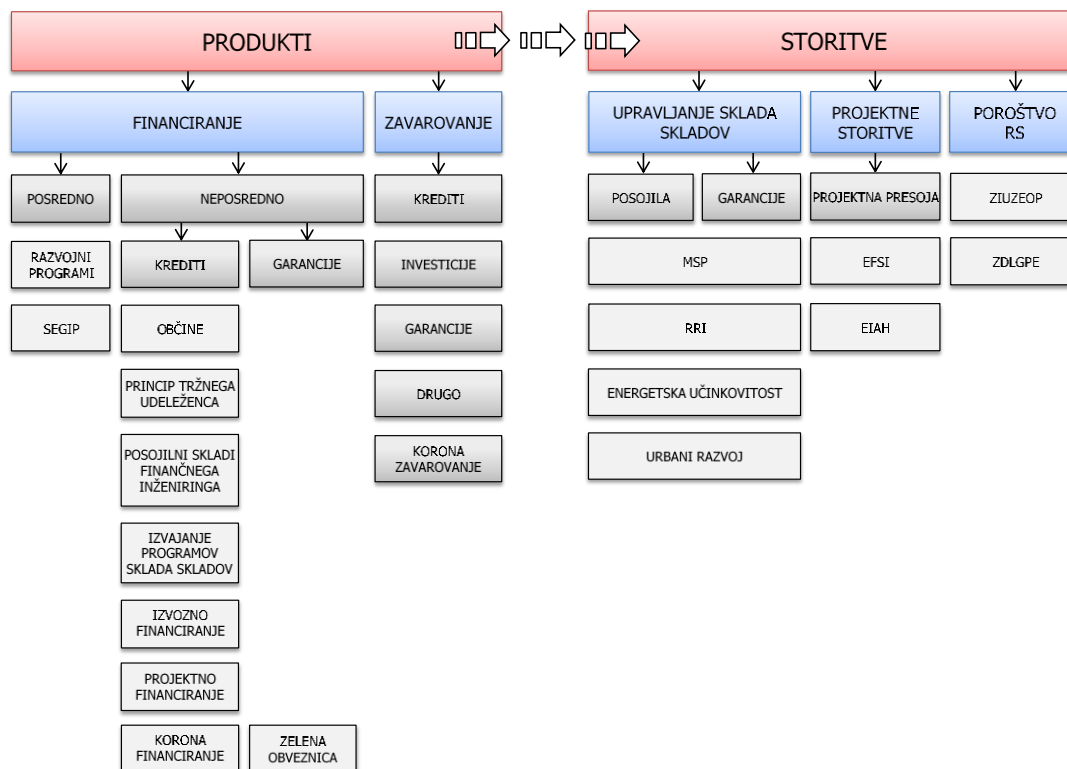 PRODUKTI
STORITVE
FINANCIRANJE
ZAVAROVANJE
UPRAVLJANJE SKLADA
SKLADOV
PROJEKTNE
STORITVE
POROŠTVO
RS
POSREDNO
NEPOSREDNO
KREDITI
POSOJILA
GARANCIJE
PROJEKTNA PRESOJA
ZIUZEOP
RAZVOJNI
PROGRAMI
KREDITI
GARANCIJE
INVESTICIJE
MSP
EFSI
ZDLGPE
SEGIP
OBČINE
GARANCIJE
RRI
EIAH
PRINCIP TRŽNEGA
UDELEŽENCA
DRUGO
ENERGETSKA UČINKOVITOST
POSOJILNI SKLADI
FINANČNEGA
INŽENIRINGA
KORONA
ZAVAROVANJE
URBANI RAZVOJ
IZVAJANJE
PROGRAMOV
SKLADA SKLADOV
IZVOZNO
FINANCIRANJE
PROJEKTNO
FINANCIRANJE
KORONA
FINANCIRANJE
ZELENA
OBVEZNICA